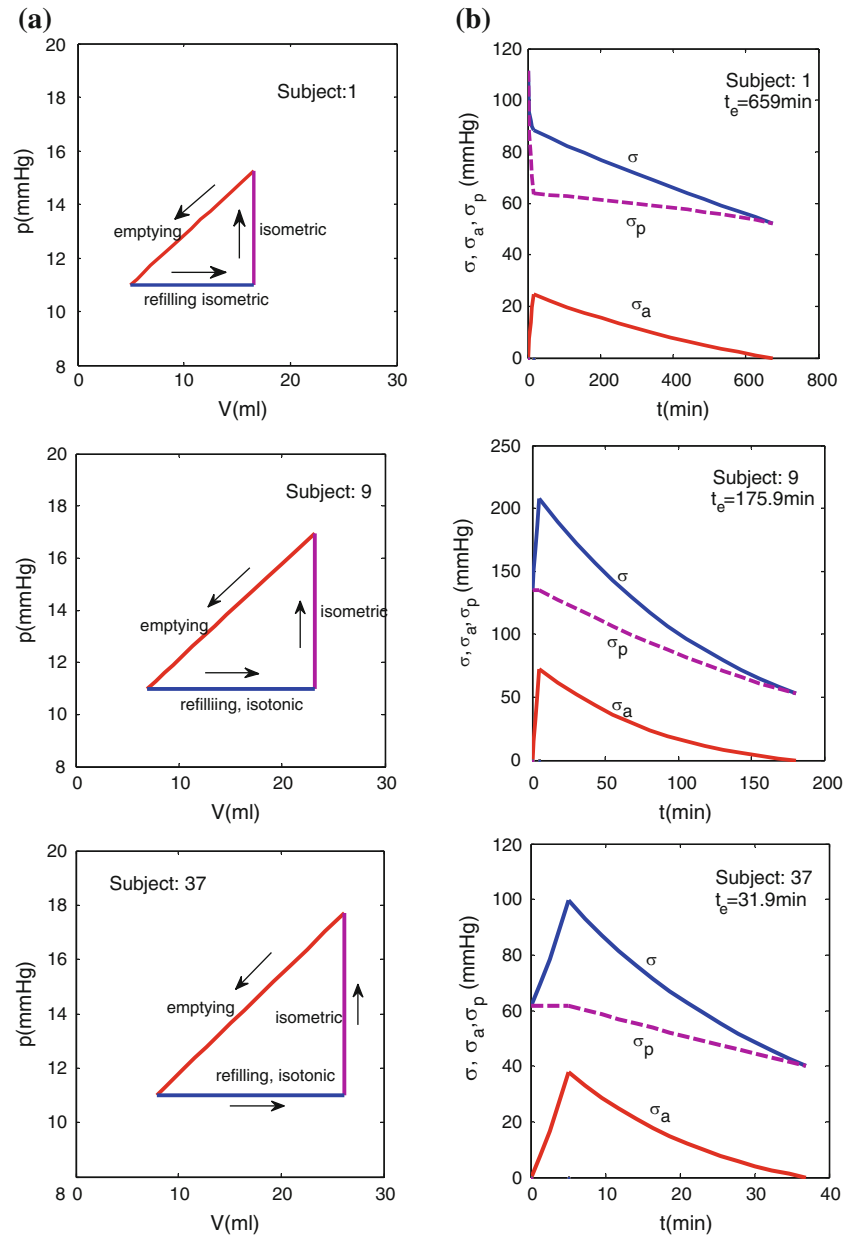 (a)
20
18
16
14
12
10
8
p(mmHg)
Subject:1
emptying
isometric
refilling isometric
0
10
20
30
V(ml)
(b)
120
100
80
60
40
20
0
σ, σa, σp (mmHg)
Subject: 1
te=659min
σ
σp
σa
0
200
400
600
800
t(min)
20
18
16
14
12
10
8
p(mmHg)
Subject: 9
emptying
isometric
refilliing, isotonic
0
10
20
30
V(ml)
250
200
150
100
50
0
σ, σa,σp (mmHg)
Subject: 9
te=175.9min
σ
σp
σa
0
50
100
150
200
t(min)
20
18
16
14
12
10
8
p(mmHg)
Subject: 37
emptying
isometric
refilling, isotonic
0
10
20
30
V(ml)
120
100
80
60
40
20
0
σ, σa,σp (mmHg)
Subject: 37
te=31.9min
σ
σp
σa
0
10
20
30
40
t(min)